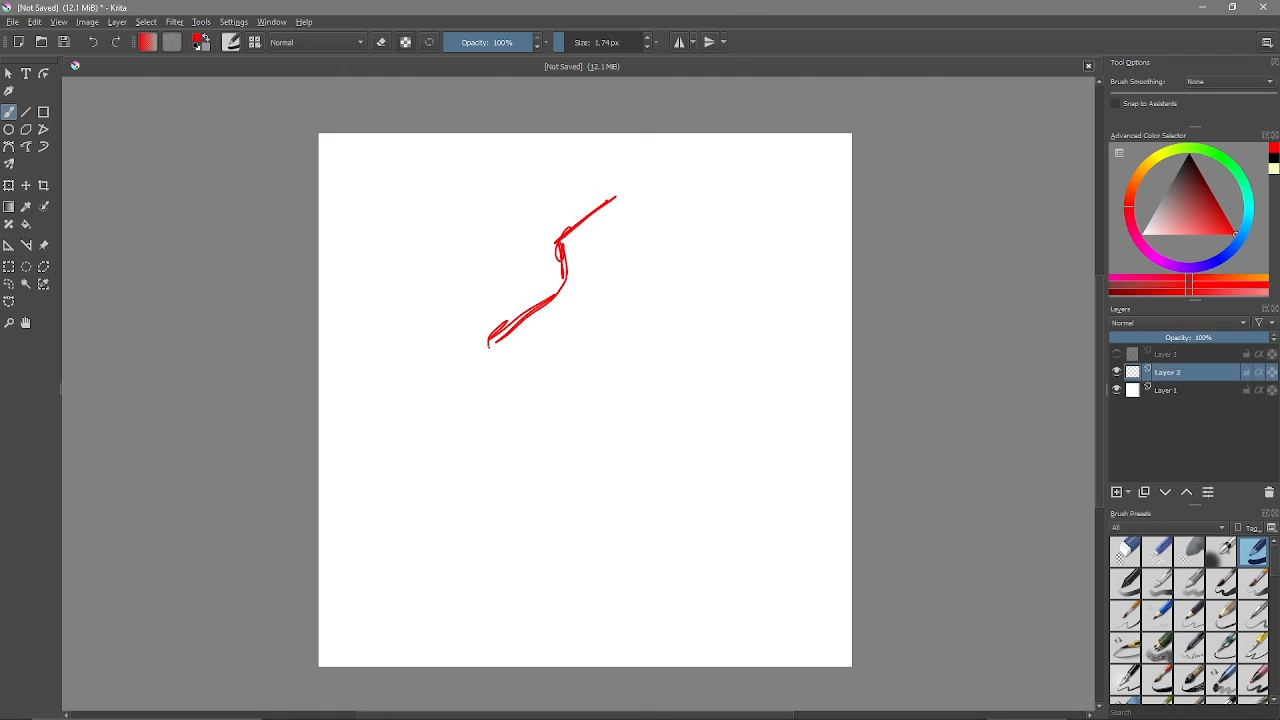 [Not Saved] (12.1 MiB) * - Krita
File Edit View Image Layer Select Filter Tools Settings Window Help
Normal Opacity: 100% Size: 1.74 px
[Not Saved] (12.1 MiB)
Tool Options
Brush Smoothing: None
Snap to Assistants
Advanced Color Selector
Layers
Normal
Opacity: 100%
Layer 3
Layer 2
Layer 1
Brush Presets
All Tag
Search